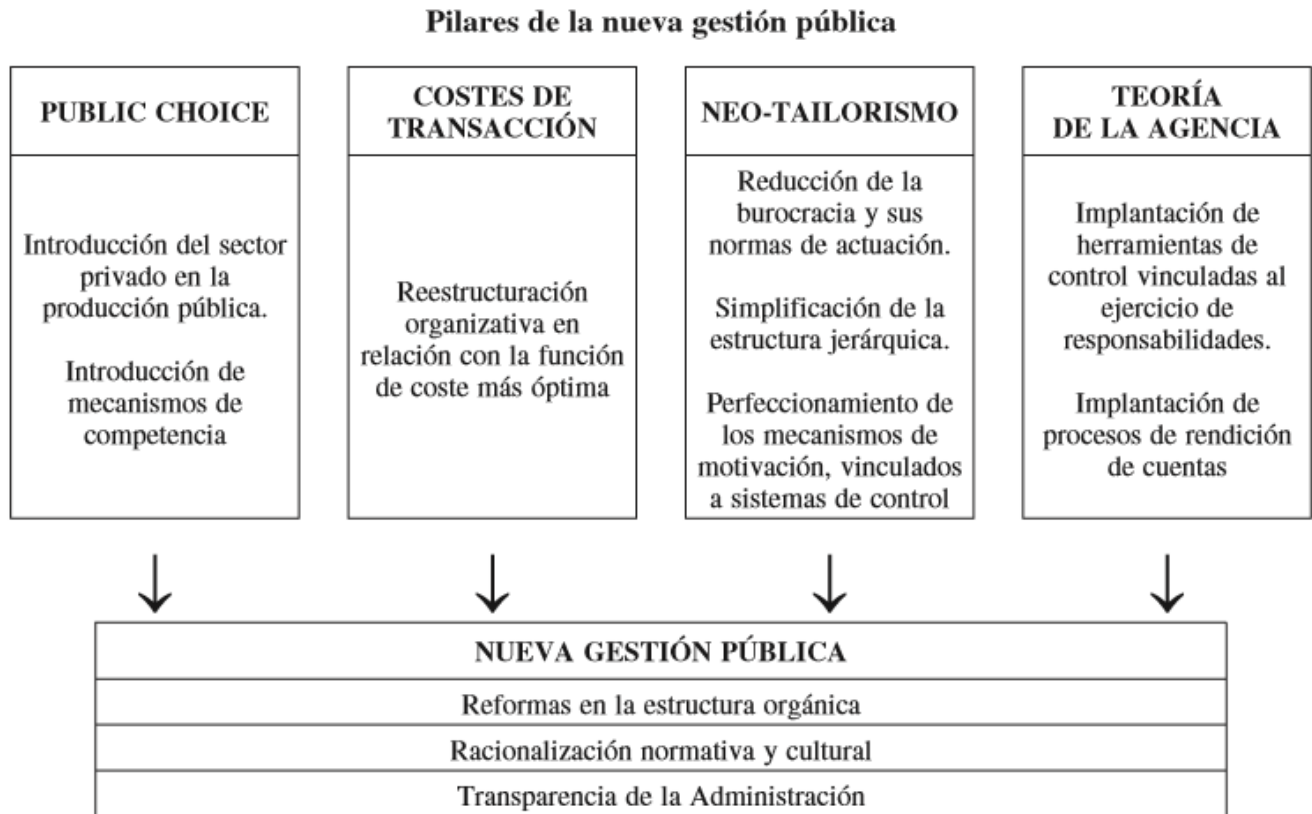 Pilares de la nueva gestión pública
PUBLIC CHOICE
Introducción del sector
privado en la
producción pública.
Introducción de
mecanismos de
competencia
COSTES DE
TRANSACCIÓN
Reestructuración
organizativa en
relación con la función
de coste más óptima
NEO-TAILORISMO
Reducción de la
burocracia y sus
normas de actuación.
Simplificación de la
estructura jerárquica.
Perfeccionamiento de
los mecanismos de
motivación, vinculados
a sistemas de control
TEORÍA
DE LA AGENCIA
Implantación de
herramientas de
control vinculadas al
ejercicio de
responsabilidades.
Implantación de
procesos de rendición
de cuentas
NUEVA GESTIÓN PÚBLICA
Reformas en la estructura orgánica
Racionalización normativa y cultural
Transparencia de la Administración